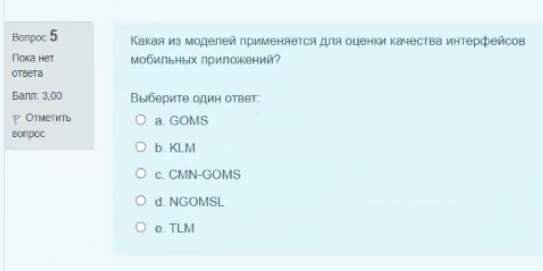 Вопрос 5
Пока нет
ответа
Балл: 3,00
Отметить
вопрос
Какая из моделей применяется для оценки качества интерфейсов
мобильных приложений?
Выберите один ответ:
a. GOMS
b. KLM
c. CMN-GOMS
d. NGOMSL
e. TLM